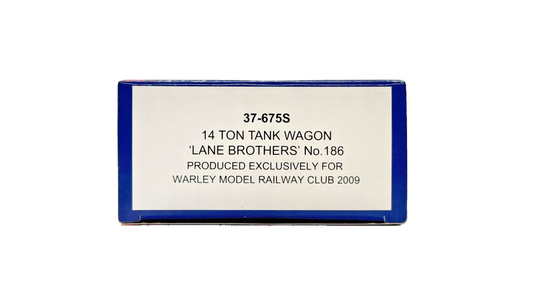 37-675S
14 TON TANK WAGON
‘LANE BROTHERS’ No.186
PRODUCED EXCLUSIVELY FOR
WARLEY MODEL RAILWAY CLUB 2009